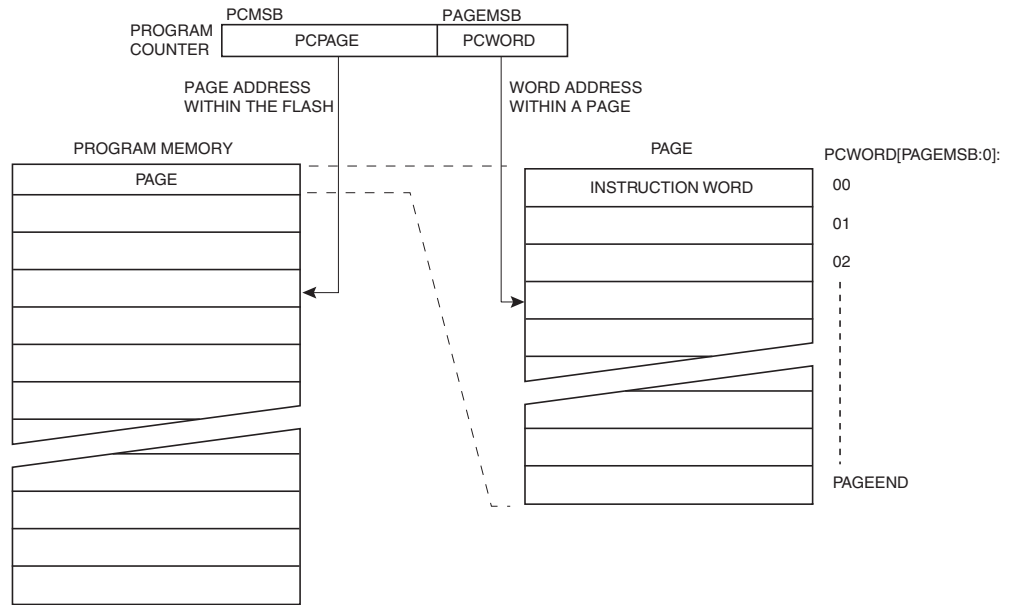 PCMSB
PAGEMSB
PROGRAM
COUNTER
PCPAGE
PCWORD
PAGE ADDRESS
WITHIN THE FLASH
WORD ADDRESS
WITHIN A PAGE
PROGRAM MEMORY
PAGE
PAGE
INSTRUCTION WORD
PCWORD[PAGEMSB:0]:
00
01
02
PAGEEND